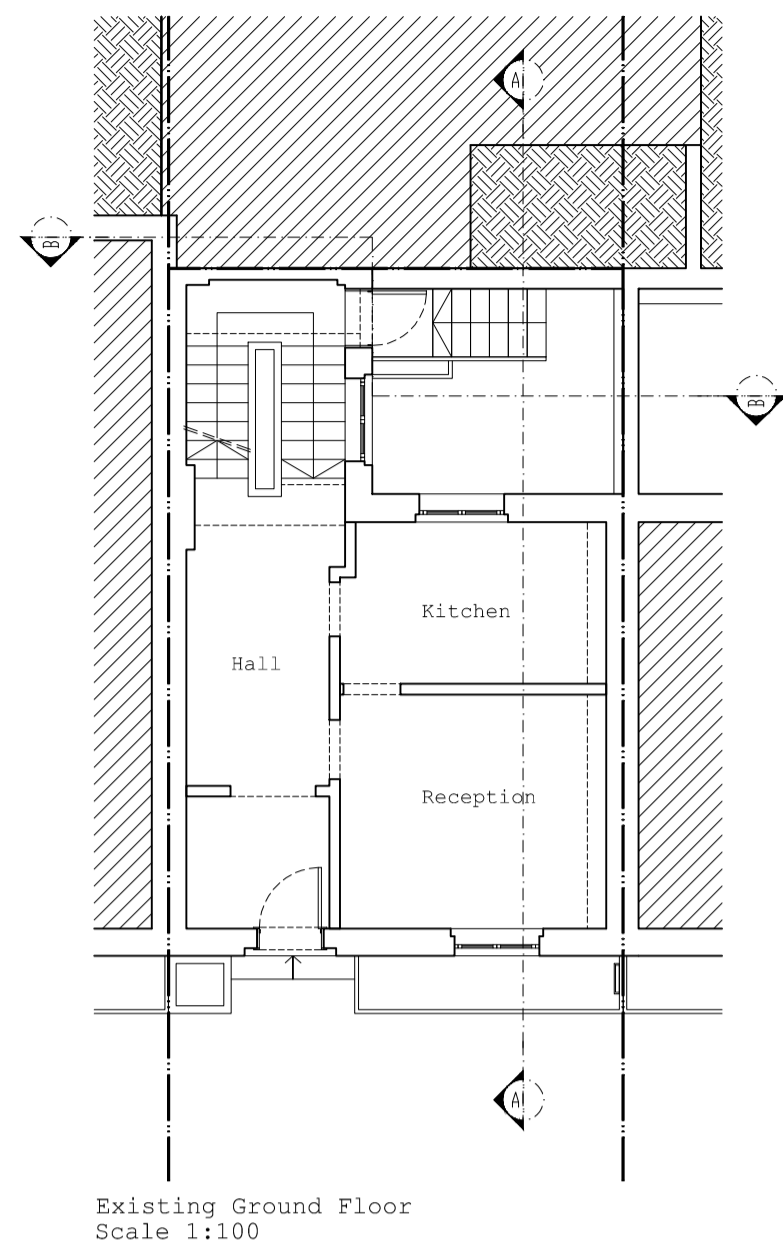 A
B
B
Kitchen
Hall
Reception
A
Existing Ground Floor
Scale 1:100